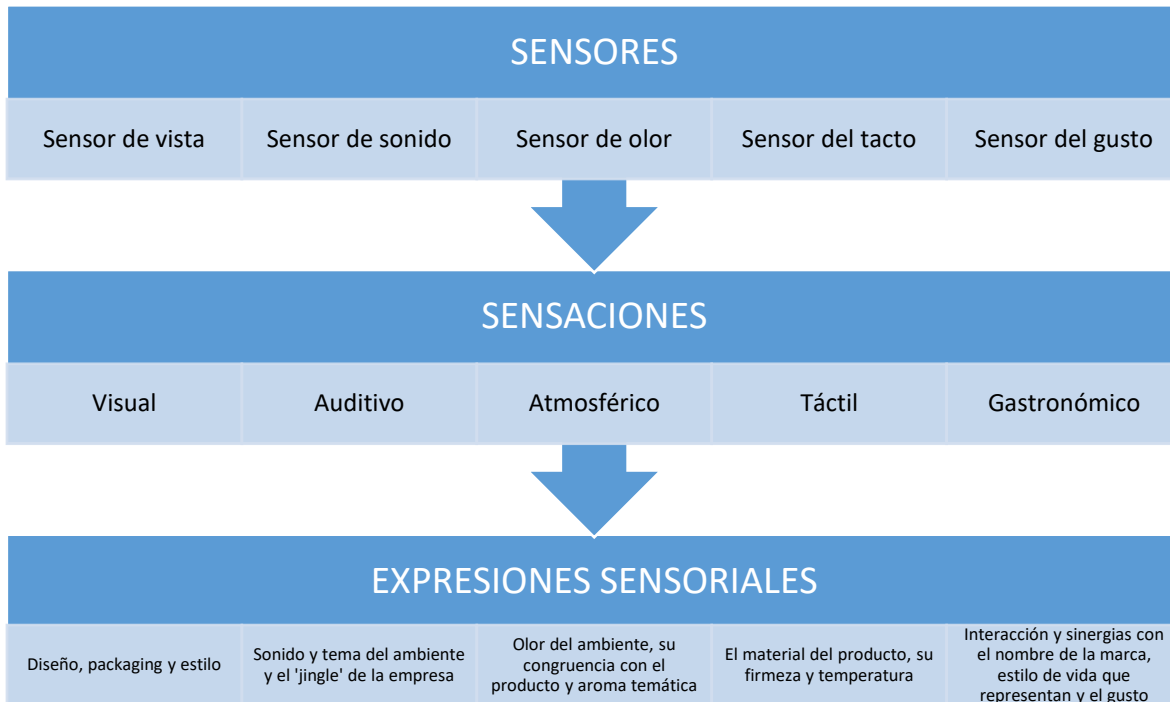 SENSORES
Sensor de vista
Sensor de sonido
Sensor de olor
Sensor del tacto
Sensor del gusto
SENSACIONES
Visual
Auditivo
Atmosférico
Táctil
Gastronómico
EXPRESIONES SENSORIALES
Diseño, packaging y estilo
Sonido y tema del ambiente
y el 'jingle' de la empresa
Olor del ambiente, su
congruencia con el
producto y aroma temática
El material del producto, su
firmeza y temperatura
Interacción y sinergias con
el nombre de la marca,
estilo de vida que
representan y el gusto